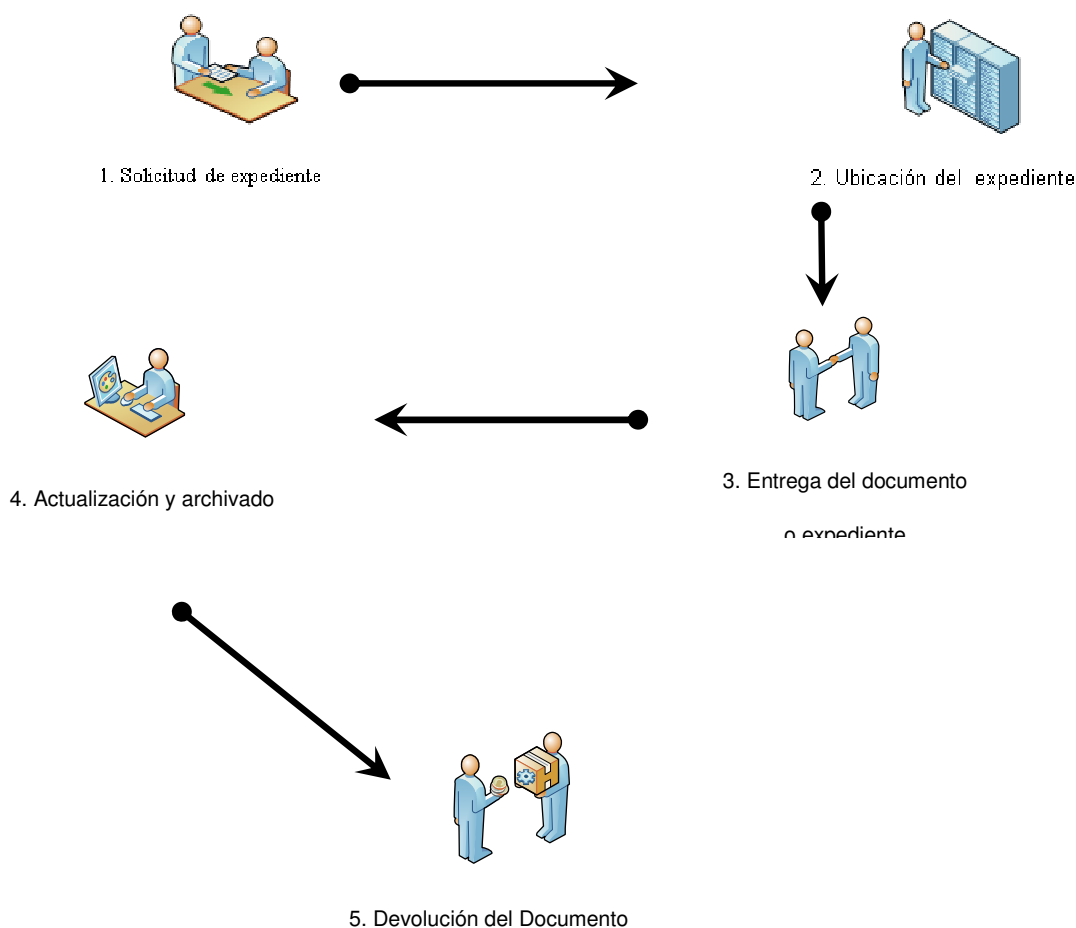 1. Solicitud de expediente
2. Ubicación del expediente
3. Entrega del documento
o expediente
4. Actualización y archivado
5. Devolución del Documento